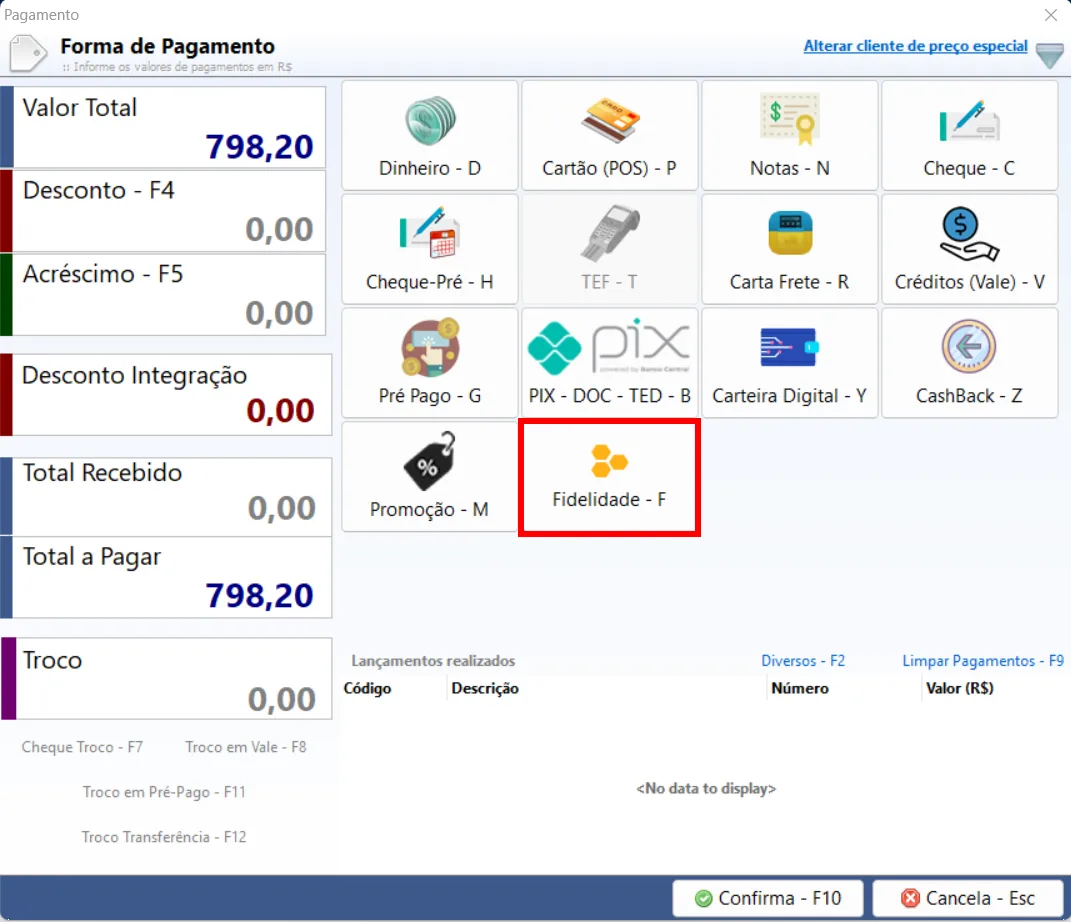 Pagamento
Forma de Pagamento
:: Informe os valores de pagamentos em R$
Alterar cliente de preço especial
Valor Total
798,20
Desconto - F4
0,00
Acréscimo - F5
0,00
Desconto Integração
0,00
Total Recebido
0,00
Total a Pagar
798,20
Troco
0,00
Cheque Troco - F7
Troco em Vale - F8
Troco em Pré-Pago - F11
Troco Transferência - F12
Dinheiro - D
Cartão (POS) - P
Notas - N
Cheque - C
Cheque-Pré - H
TEF - T
Carta Frete - R
Créditos (Vale) - V
Pré Pago - G
pix
powered by Banco Central
PIX - DOC - TED - B
Carteira Digital - Y
CashBack - Z
Promoção - M
Fidelidade - F
Lançamentos realizados
Diversos - F2
Limpar Pagamentos - F9
Código
Descrição
Número
Valor (R$)
<No data to display>
Confirma - F10
Cancela - Esc